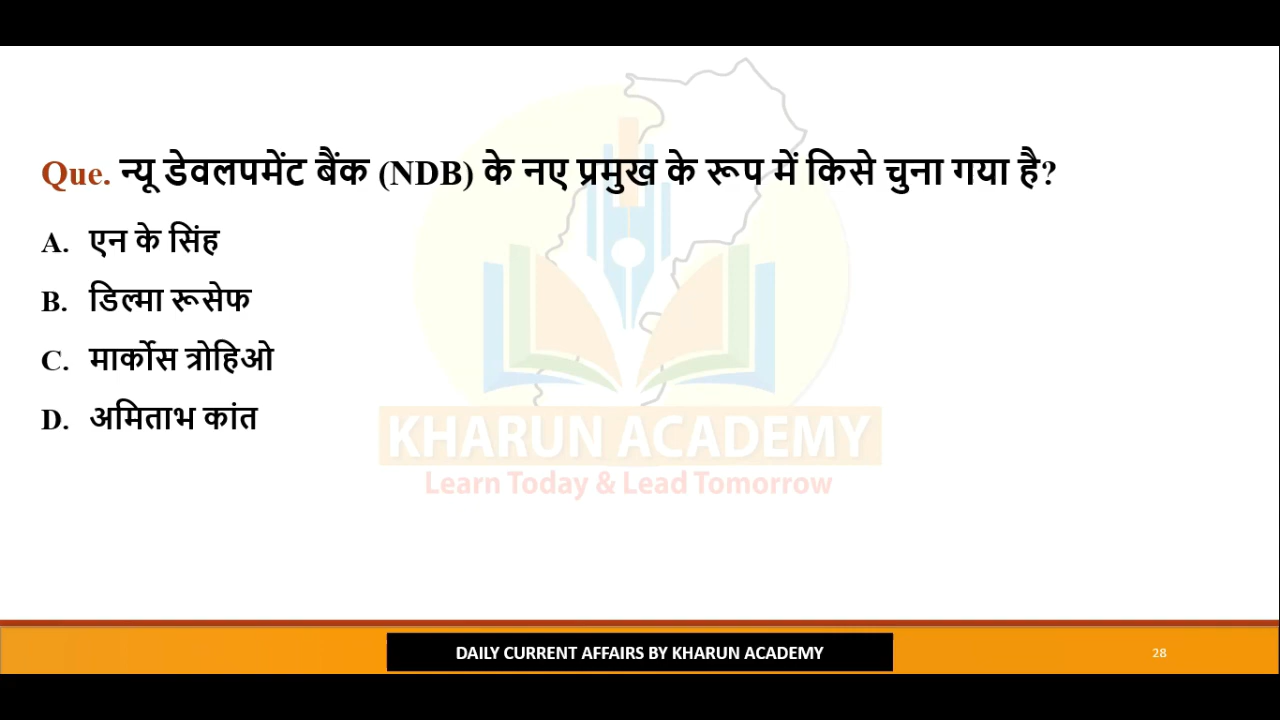 Que. न्यू डेवलपमेंट बैंक (NDB) के नए प्रमुख के रूप में किसे चुना गया है?
A. एन के सिंह
B. डिल्मा रूसेफ
C. मार्कोस त्रोहिओ
D. अमिताभ कांत
KHARUN ACADEMY
Learn Today & Lead Tomorrow
DAILY CURRENT AFFAIRS BY KHARUN ACADEMY
28